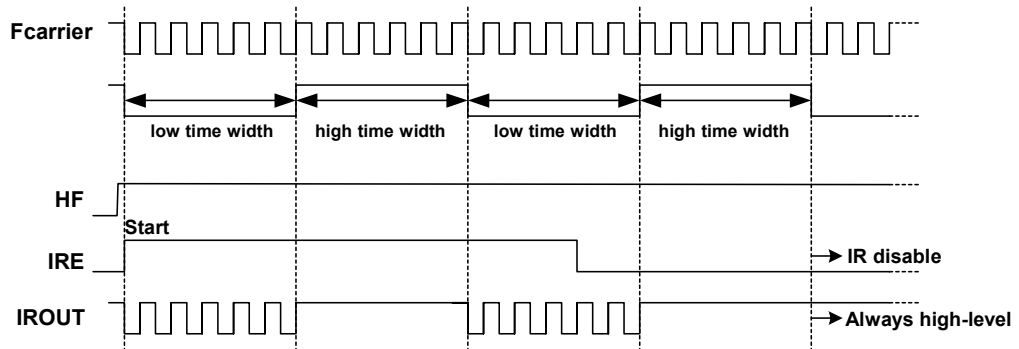 Fcarrier
low time width
high time width
low time width
high time width
HF
Start
IRE
IR disable
IROUT
Always high-level